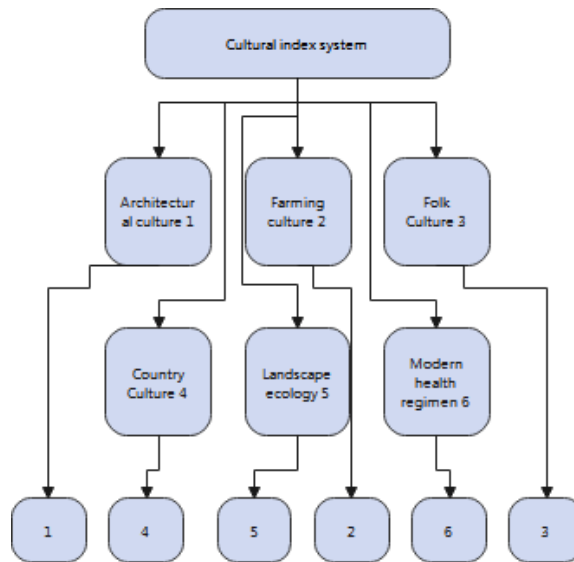 Cultural index system
Architectur
al culture 1
Farming
culture 2
Folk
Culture 3
Country
Culture 4
Landscape
ecology 5
Modern
health
regimen 6
1
4
5
2
6
3